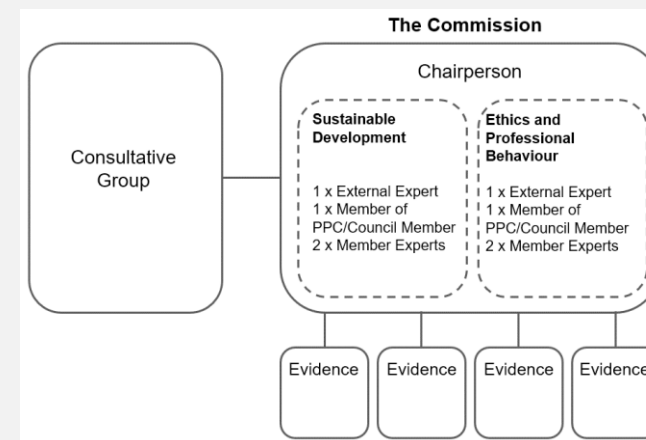 The Commission
Chairperson
Consultative
Group
Sustainable
Development
1 x External Expert
1 x Member of
PPC/Council Member
2 x Member Experts
Ethics and
Professional
Behaviour
1 x External Expert
1 x Member of
PPC/Council Member
2 x Member Experts
Evidence
Evidence
Evidence
Evidence